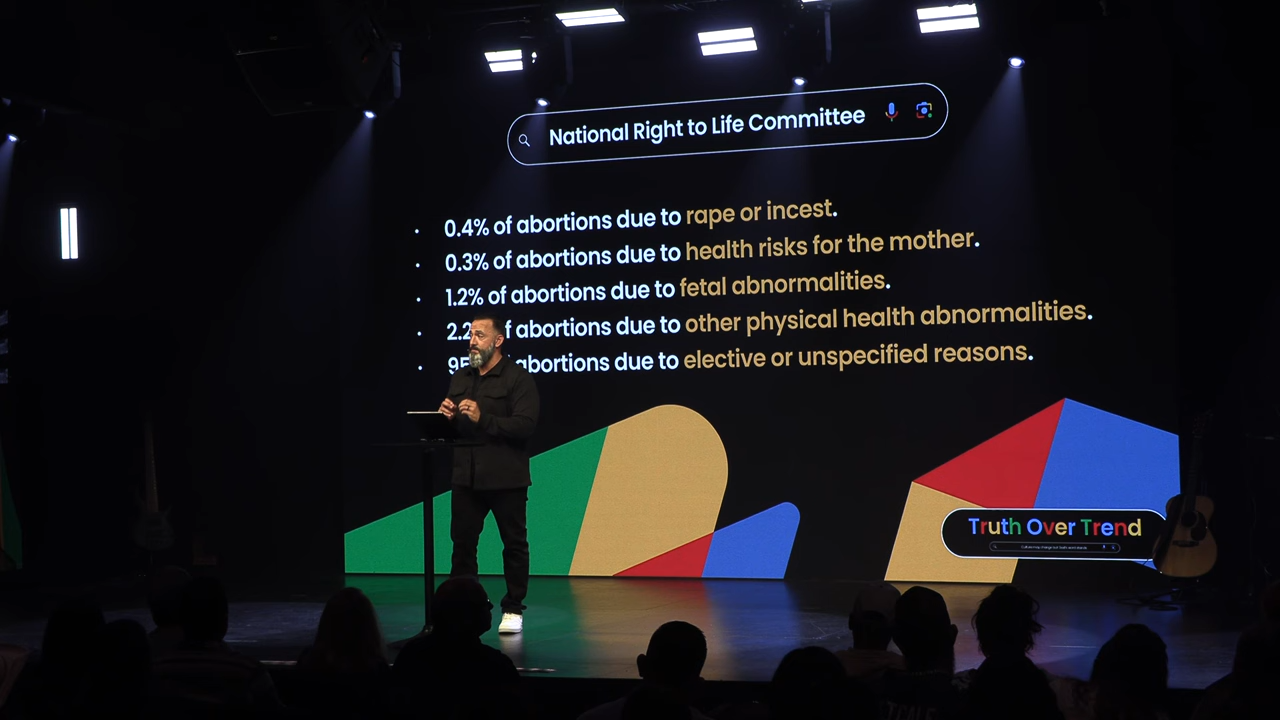 National Right to Life Committee
0.4% of abortions due to rape or incest.
0.3% of abortions due to health risks for the mother.
1.2% of abortions due to fetal abnormalities.
abortions due to other physical health abnormalities.
abortions due to elective or unspecified reasons.
Truth Over Trend